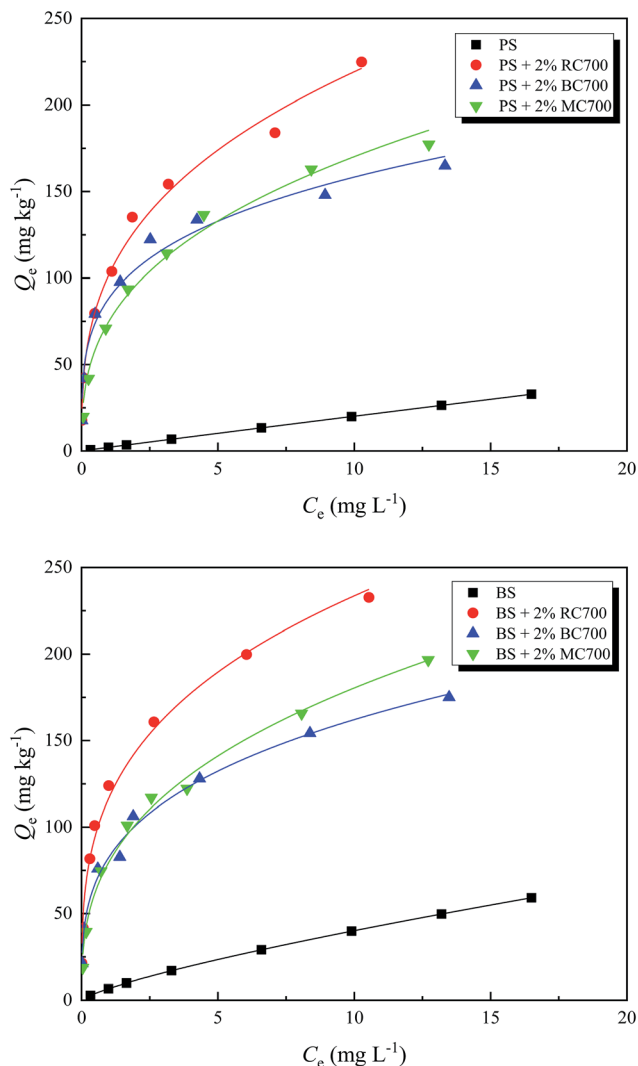 250
200
150
100
50
0
Qe (mg kg-1)
PS
PS + 2% RC700
PS + 2% BC700
PS + 2% MC700
0
5
10
15
20
Ce (mg L-1)
250
200
150
100
50
0
Qe (mg kg-1)
BS
BS + 2% RC700
BS + 2% BC700
BS + 2% MC700
0
5
10
15
20
Ce (mg L-1)